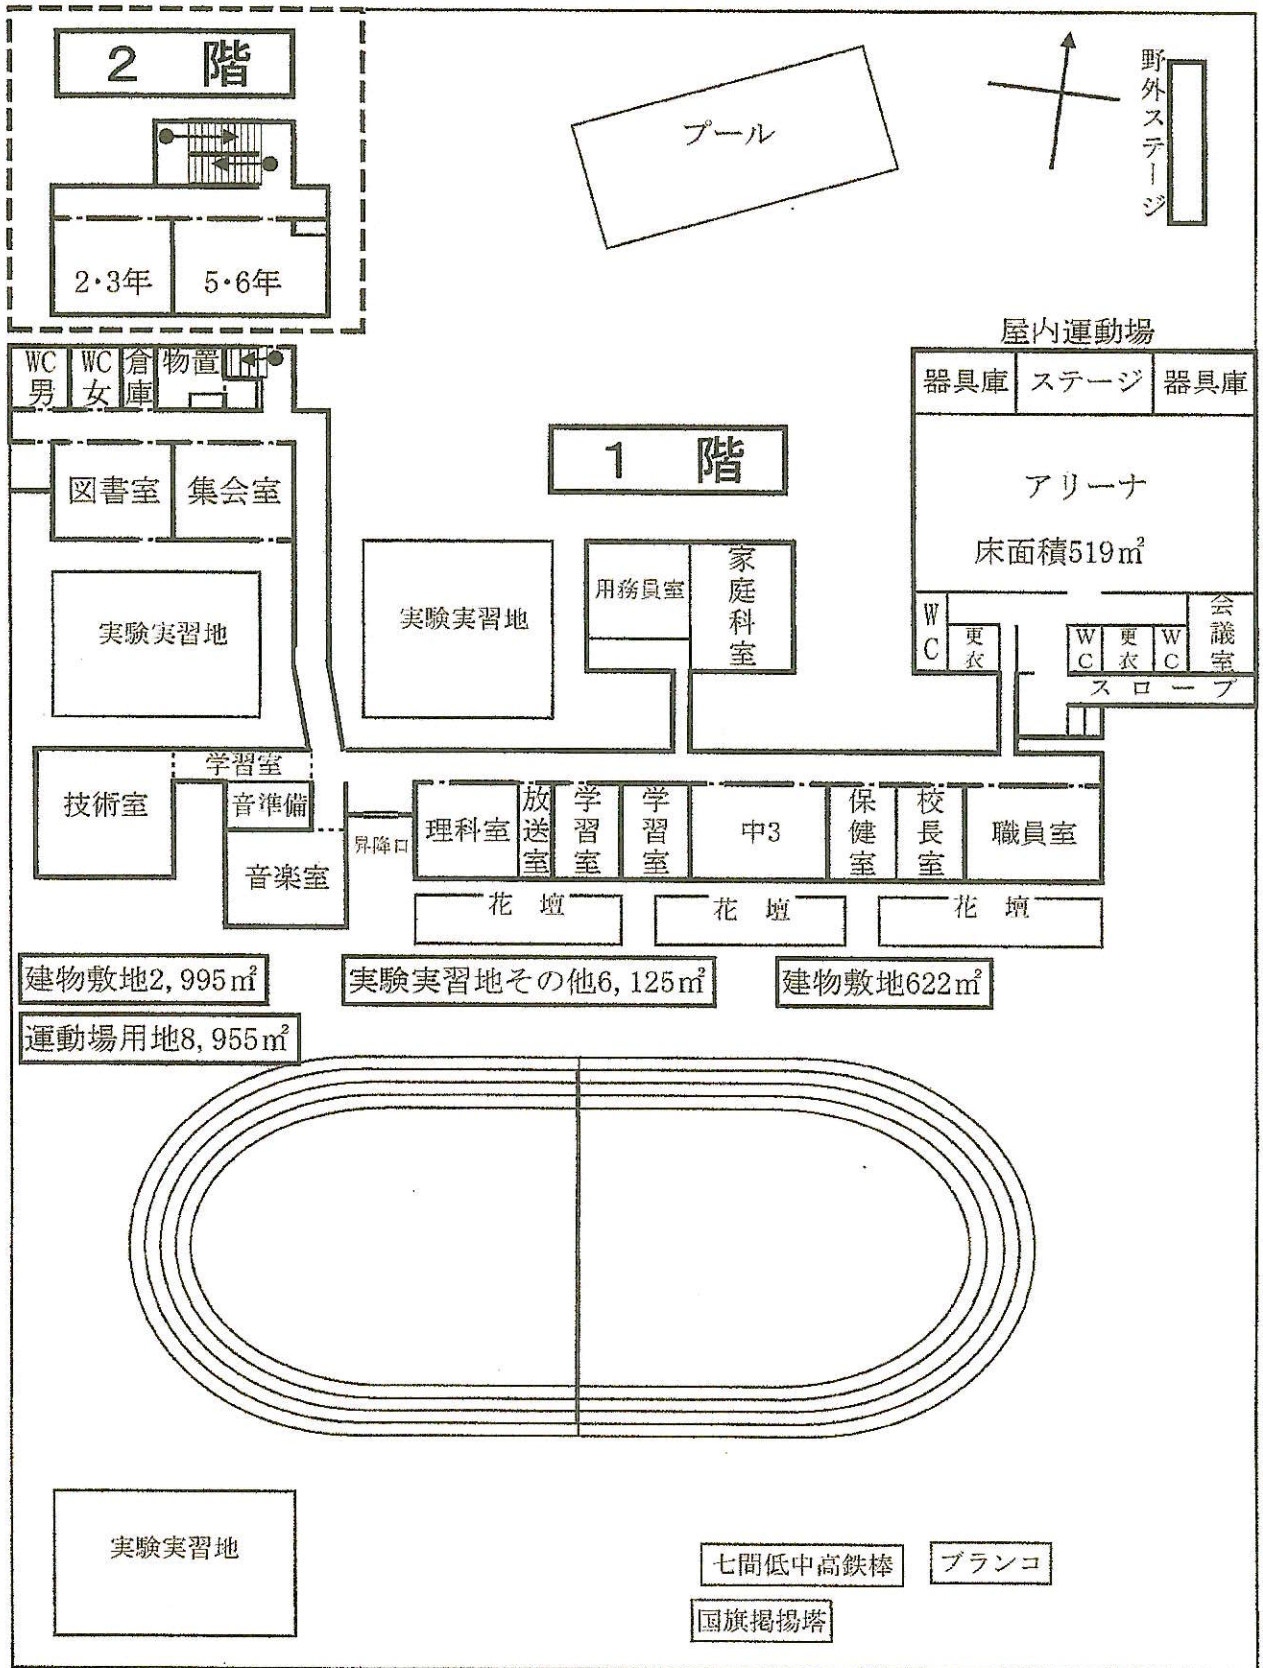 2 階
プール
野外ステージ
2・3年
5・6年
WC男
WC女
倉庫
物置
屋内運動場
器具庫
ステージ
器具庫
1 階
図書室
集会室
アリーナ
床面積519㎡
実験実習地
実験実習地
用務員室
家庭科室
WC
更衣
WC
更衣
WC
会議室
スロープ
学習室
技術室
音準備
音楽室
昇降口
理科室
放送室
学習室
学習室
中3
保健室
校長室
職員室
花 壇
花 壇
花 壇
建物敷地2,995㎡
実験実習地その他6,125㎡
建物敷地622㎡
運動場用地8,955㎡
実験実習地
七間低中高鉄棒
ブランコ
国旗掲揚塔